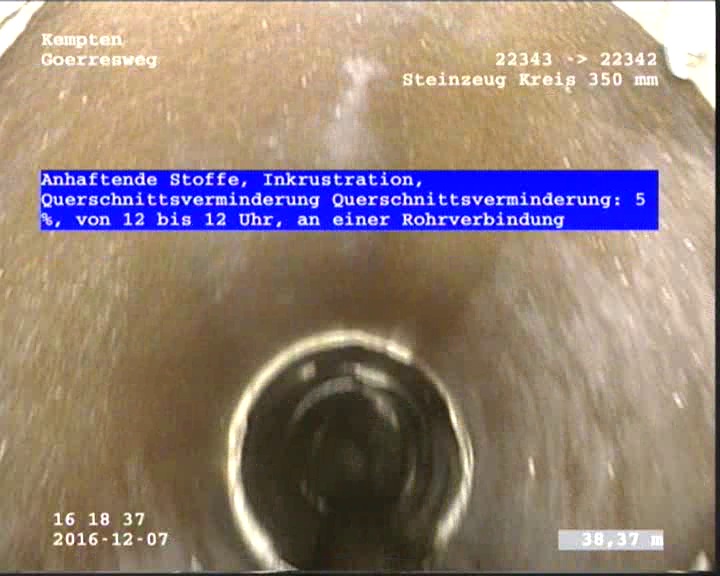 Kempten
Goerresweg
22343 -> 22342
Steinzeug Kreis 350 mm
Anhaftende Stoffe, Inkrustration,
Querschnittsverminderung Querschnittsverminderung: 5
%, von 12 bis 12 Uhr, an einer Rohrverbindung
16 18 37
2016-12-07
38,37 m